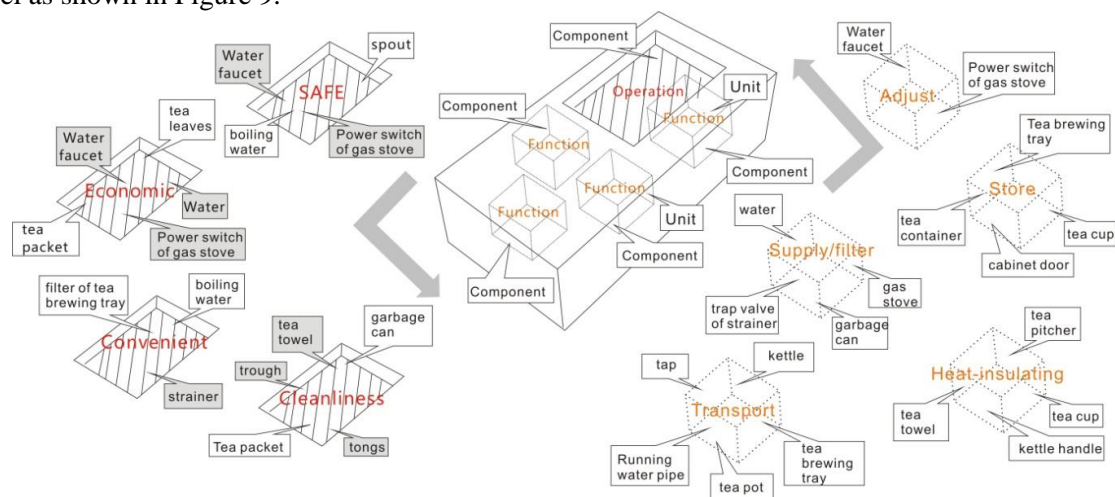 el as shown in Figure 9.
Water
faucet
spout
SAFE
boiling
water
Power switch
of gas stove
tea
leaves
Water
faucet
Economic
Water
tea
packet
Power switch
of gas stove
filter of tea
brewing tray
boiling
water
Convenient
strainer
tea
towel
garbage
can
trough
Cleanliness
Tea packet
tongs
Component
Component
Operation
Unit
Function
Function
Component
Function
Function
Unit
Component
Component
Water
faucet
Power switch
of gas stove
Adjust
Tea brewing
tray
Store
tea
container
tea cup
cabinet door
water
Supply/filter
gas
stove
trap valve
of strainer
garbage
can
tea
pitcher
Heat-insulating
tea
towel
tea cup
kettle handle
tap
kettle
Transport
Running
water pipe
tea pot
tea
brewing
tray